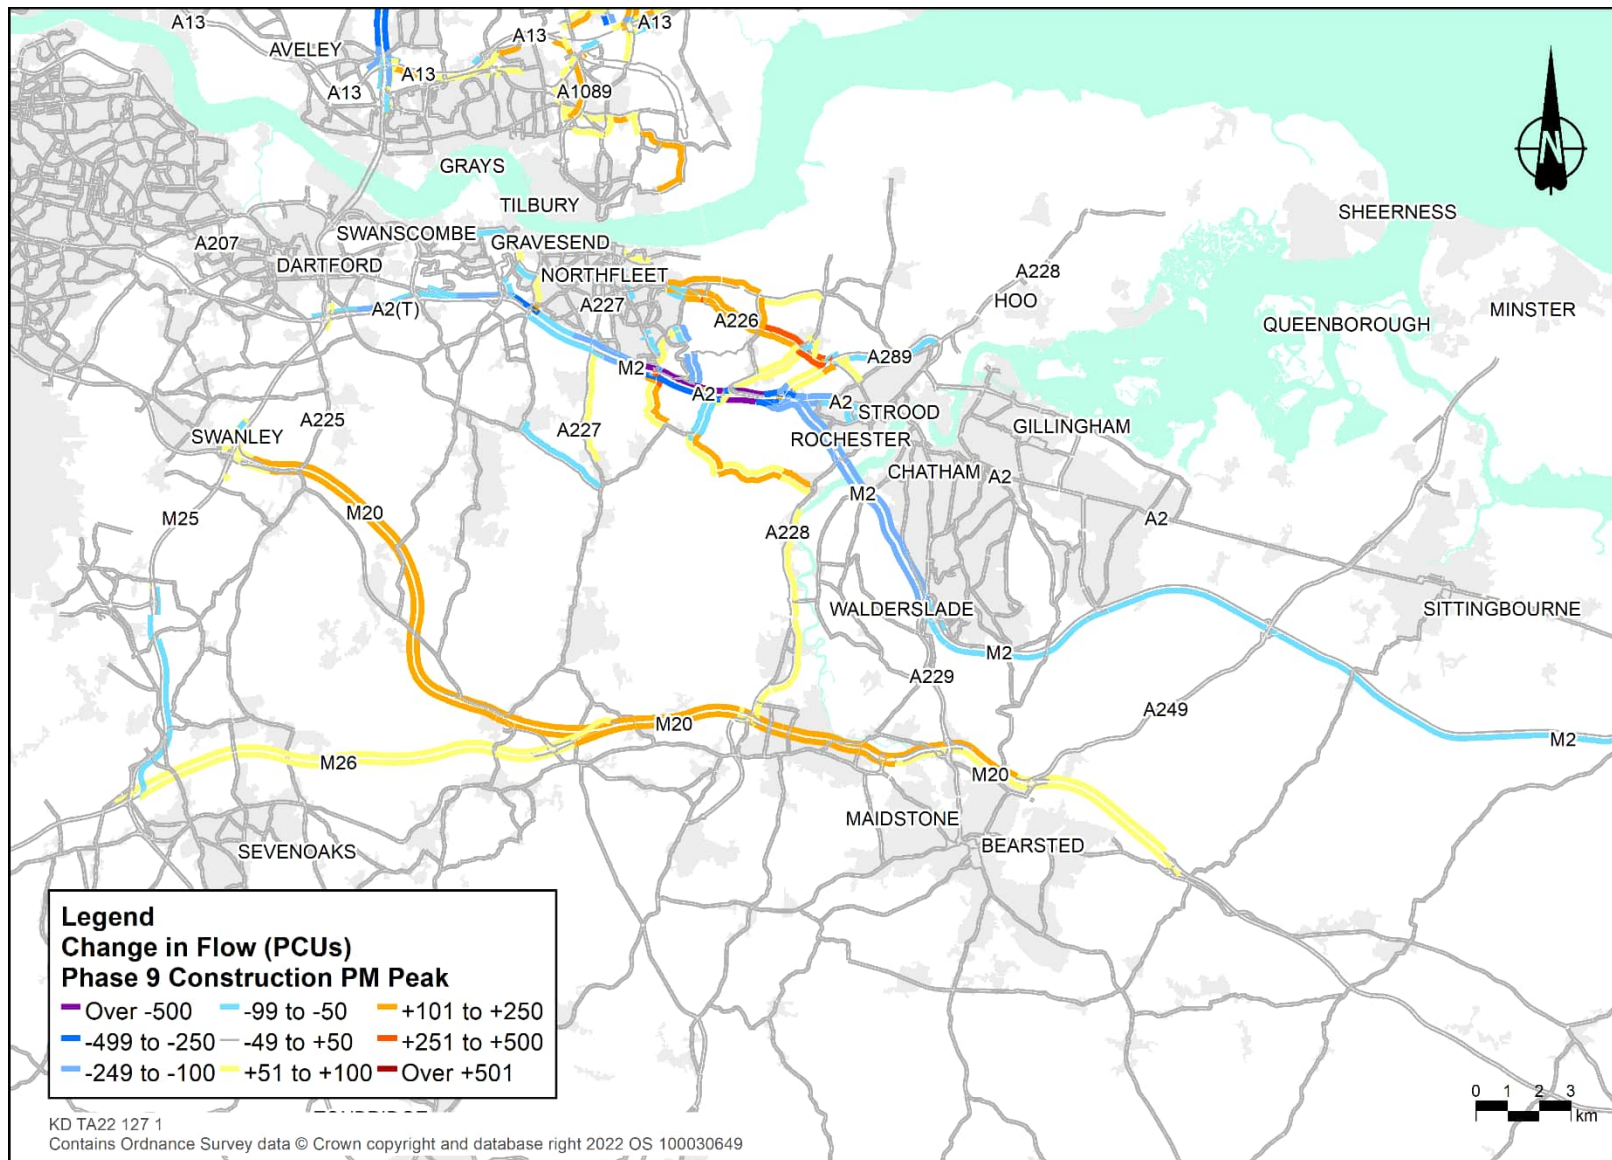 A13
A13
A13
AVELEY
A13
A13
A1089
GRAYS
TILBURY
SHEERNESS
N
SWANSCOMBE
A207
GRAVESEND
DARTFORD
NORTHFLEET
A228
HOO
A2(T)
A227
A226
QUEENBOROUGH
MINSTER
A289
M2
A2
A2
STROOD
A225
SWANLEY
A227
ROCHESTER
GILLINGHAM
CHATHAM
A2
M2
M25
M20
A2
A228
WALDERSLADE
SITTINGBOURNE
M2
A229
A249
M20
M2
M26
M20
MAIDSTONE
BEARSTED
SEVENOAKS
Legend
Change in Flow (PCUs)
Phase 9 Construction PM Peak
Over -500 -99 to -50 +101 to +250
-499 to -250 -49 to +50 +251 to +500
-249 to -100 +51 to +100 Over +501
0 1 2 3
km
KD TA22 127 1
Contains Ordnance Survey data © Crown copyright and database right 2022 OS 100030649